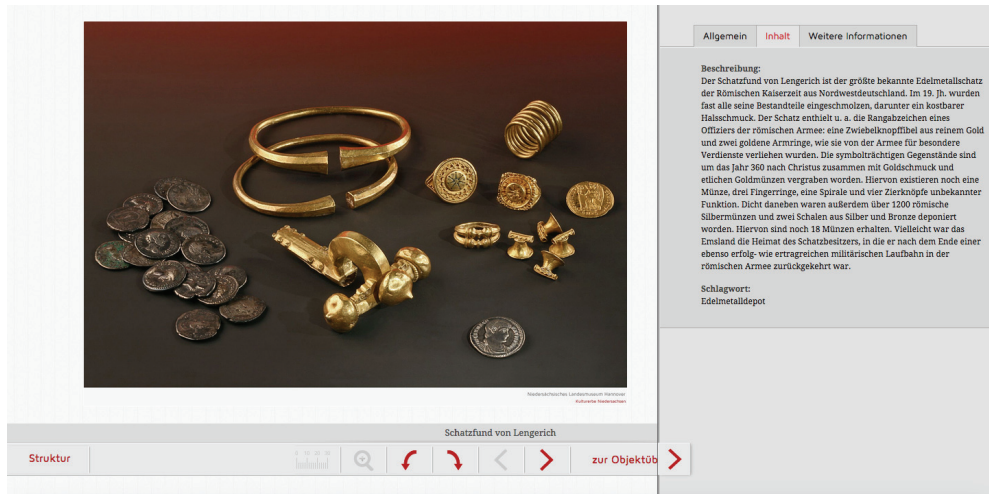 Allgemein
Inhalt
Weitere Informationen
Beschreibung:
Der Schatzfund von Lengerich ist der größte bekannte Edelmetallschatz
der Römischen Kaiserzeit aus Nordwestdeutschland. Im 19. Jh. wurden
fast alle seine Bestandteile eingeschmolzen, darunter ein kostbarer
Halsschmuck. Der Schatz enthielt u. a. die Rangabzeichen eines
Offiziers der römischen Armee: eine Zwiebelknopffibel aus reinem Gold
und zwei goldene Armringe, wie sie von der Armee für besondere
Verdienste verliehen wurden. Die symbolträchtigen Gegenstände sind
um das Jahr 360 nach Christus zusammen mit Goldschmuck und
etlichen Goldmünzen vergraben worden. Hiervon existieren noch eine
Münze, drei Fingerringe, eine Spirale und vier Zierknöpfe unbekannter
Funktion. Dicht daneben waren außerdem über 1200 römische
Silbermünzen und zwei Schalen aus Silber und Bronze deponiert
worden. Hiervon sind noch 18 Münzen erhalten. Vielleicht war das
Emsland die Heimat des Schatzbesitzers, in die er nach dem Ende einer
ebenso erfolg- wie ertragreichen militärischen Laufbahn in der
römischen Armee zurückgekehrt war.
Schlagwort:
Edelmetalldepot
Niedersächsisches Landesmuseum Hannover
Kulturerbe Niedersachsen
Schatzfund von Lengerich
Struktur
zur Objektüb